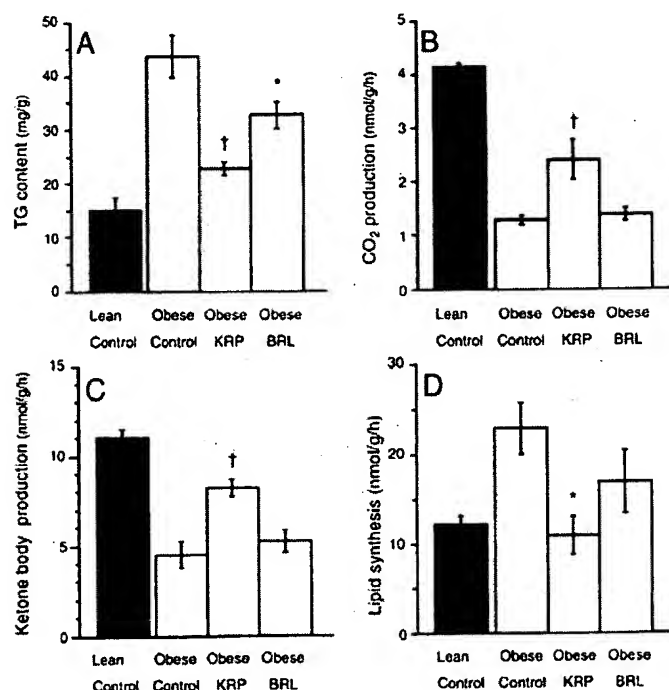 A
TG content (mg/g)
50
40
30
20
10
0
Lean Obese Obese Obese
Control Control KRP BRL
†
*
B
CO₂ production (nmol/g/h)
5
4
3
2
1
0
Lean Obese Obese Obese
Control Control KRP BRL
†
C
Ketone body production (nmol/g/h)
15
10
5
0
Lean Obese Obese Obese
Control Control KRP BRL
†
D
Lipid synthesis (nmol/g/h)
30
20
10
0
Lean Obese Obese Obese
Control Control KRP BRL
*